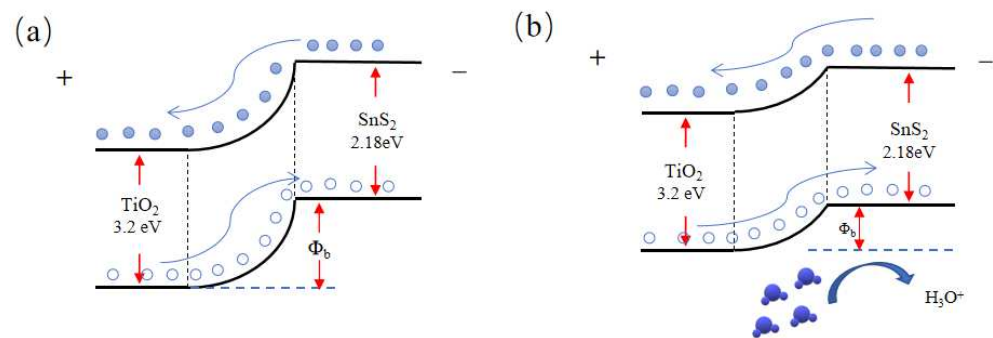 (a)
+
−
SnS₂
2.18eV
TiO₂
3.2 eV
Φb
(b)
+
−
SnS₂
2.18eV
TiO₂
3.2 eV
Φb
H₃O⁺